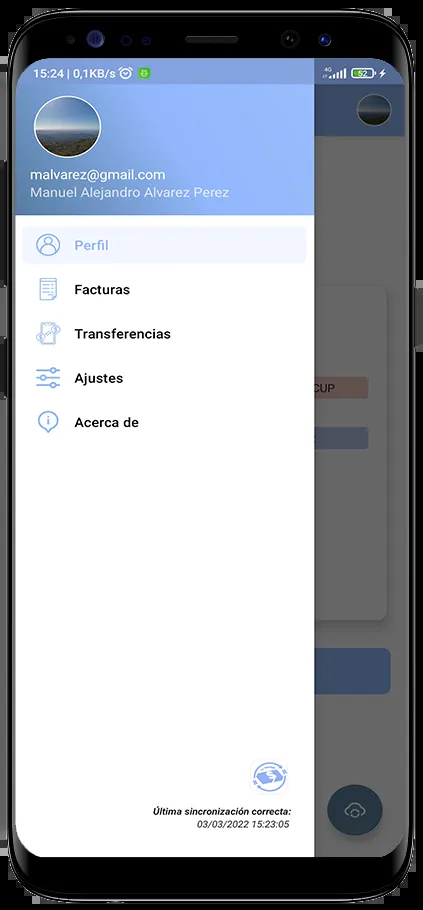 15:24 | 0,1KB/s
4G
52
malvarez@gmail.com
Manuel Alejandro Alvarez Perez
Perfil
Facturas
Transferencias
CUP
Ajustes
Acerca de
Última sincronización correcta:
03/03/2022 15:23:05